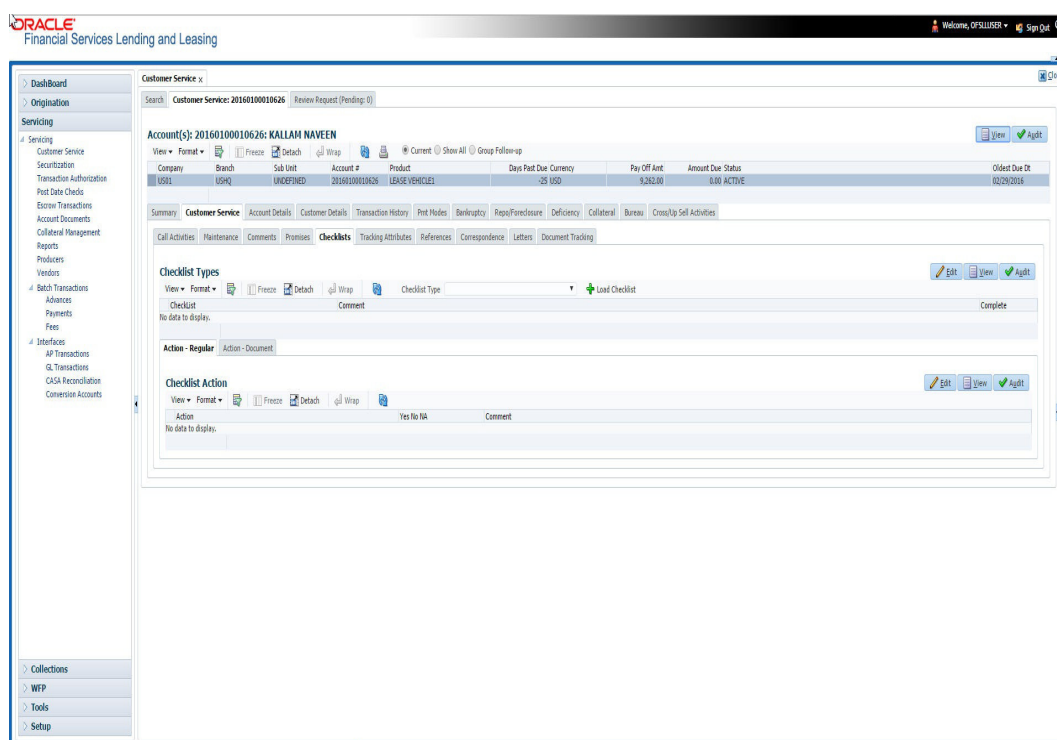 ORACLE
Welcome, OFSLLUSER Sign Out
Financial Services Lending and Leasing
DashBoard
Origination
Servicing
Servicing
Customer Service
Securitization
Transaction Authorization
Post Date Checks
Escrow Transactions
Account Documents
Collateral Management
Reports
Producers
Vendors
Batch Transactions
Advances
Payments
Fees
Interfaces
AP Transactions
GL Transactions
CASA Reconciliation
Conversion Accounts
Collections
WFP
Tools
Setup
Customer Service x
Clo
Search Customer Service: 20160100010626 Review Request (Pending: 0)
Account(s): 20160100010626: KALLAM NAVEEN
View Audit
View Format Freeze Detach Wrap Current Show All Group Follow-up
Company Branch Sub Unit Account # Product Days Past Due Currency Pay Off Amt Amount Due Status Oldest Due Dt
US01 USHQ UNDEFINED 20160100010626 LEASE VEHICLE1 -25 USD 9,262.00 0.00 ACTIVE 02/29/2016
Summary Customer Service Account Details Customer Details Transaction History Pmt Modes Bankruptcy Repo/Foreclosure Deficiency Collateral Bureau Cross/Up Sell Activities
Call Activities Maintenance Comments Promises Checklists Tracking Attributes References Correspondence Letters Document Tracking
Checklist Types
Edit View Audit
View Format Freeze Detach Wrap Checklist Type Load Checklist
CheckList Comment Complete
No data to display.
Action - Regular Action - Document
Checklist Action
Edit View Audit
View Format Freeze Detach Wrap
Action Yes No NA Comment
No data to display.